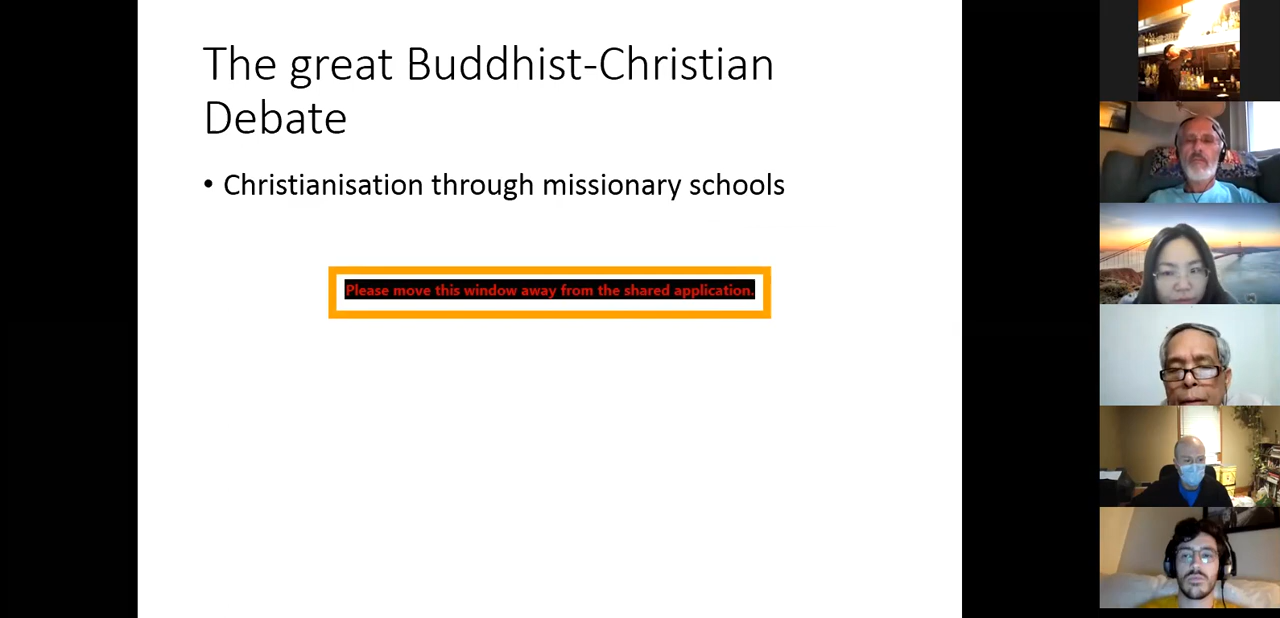 The great Buddhist-Christian
Debate
• Christianisation through missionary schools
Please move this window away from the shared application.